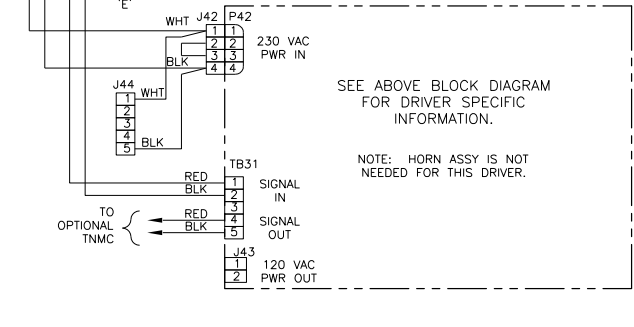 'E'
WHT J42 P42
1 1
2 2
3 3
4 4
BLK
230 VAC
PWR IN
J44
1 WHT
2
3
4
5 BLK
SEE ABOVE BLOCK DIAGRAM
FOR DRIVER SPECIFIC
INFORMATION.
NOTE: HORN ASSY IS NOT
NEEDED FOR THIS DRIVER.
TB31
RED 1
BLK 2
3
RED 4
BLK 5
SIGNAL
IN
SIGNAL
OUT
TO
OPTIONAL
TNMC
J43
1
2
120 VAC
PWR OUT